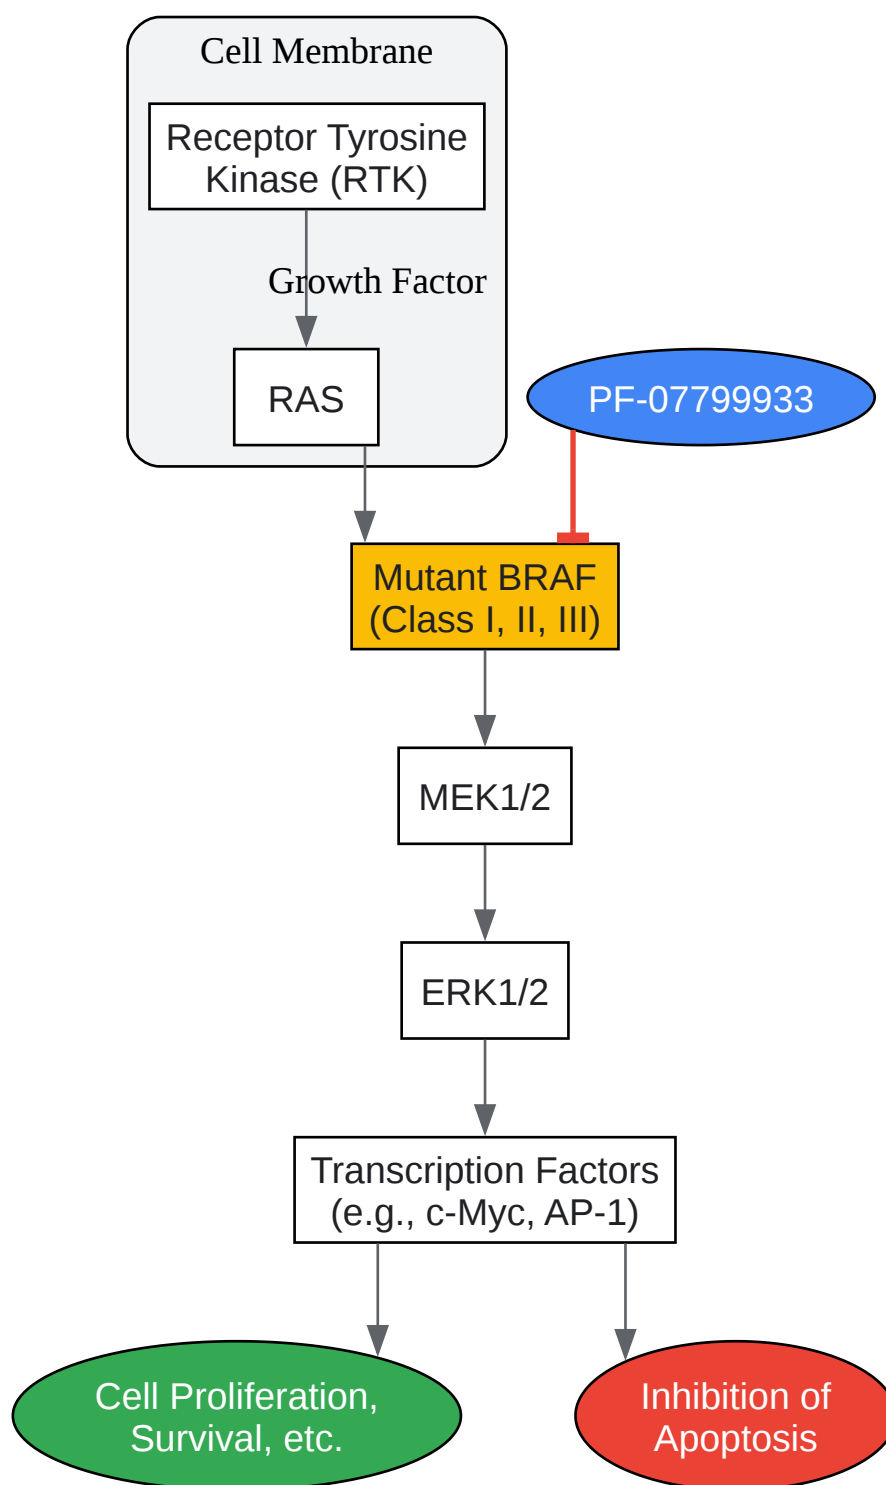 Cell Membrane
Receptor Tyrosine
Kinase (RTK)
Growth Factor
RAS
PF-07799933
Mutant BRAF
(Class I, II, III)
MEK1/2
ERK1/2
Transcription Factors
(e.g., c-Myc, AP-1)
Cell Proliferation,
Survival, etc.
Inhibition of
Apoptosis